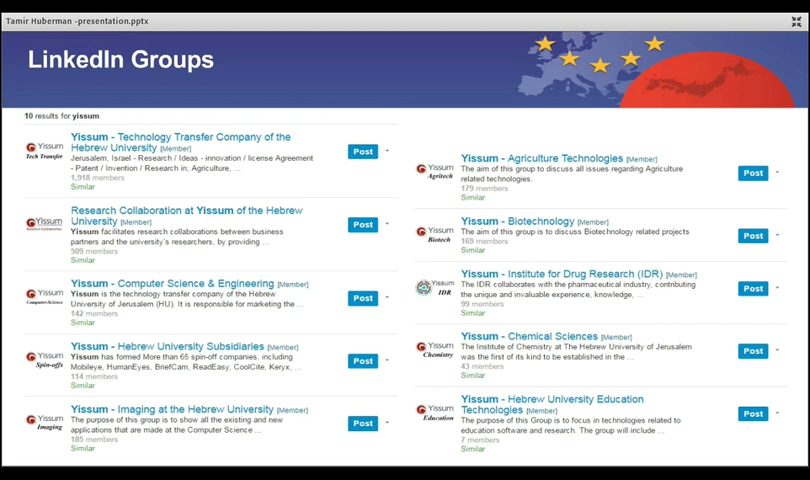 Tamir Huberman -presentation.pptx
LinkedIn Groups
10 results for yissum
Yissum
Tech Transfer
Yissum - Technology Transfer Company of the
Hebrew University [Member]
Jerusalem, Israel - Research / Ideas - innovation / license Agreement
- Patent / Invention / Research in; Agriculture, ...
1,918 members
Similar
Post
Yissum
Research Collaboration at Yissum of the Hebrew
University [Member]
Yissum facilitates research collaborations between business
partners and the university's researchers, by providing ...
509 members
Similar
Post
Yissum
Computer-Science
Yissum - Computer Science & Engineering [Member]
Yissum is the technology transfer company of the Hebrew
University of Jerusalem (HU). It is responsible for marketing the ...
142 members
Similar
Post
Yissum
Spin-offs
Yissum - Hebrew University Subsidiaries [Member]
Yissum has formed More than 65 spin-off companies, including
Mobileye, HumanEyes, BriefCam, ReadEasy, CoolCite, Keryx, ...
114 members
Similar
Post
Yissum
Imaging
Yissum - Imaging at the Hebrew University [Member]
The purpose of this group is to show all the existing and new
applications that are made at the Computer Science ...
185 members
Similar
Post
Yissum
Agritech
Yissum - Agriculture Technologies [Member]
The aim of this group to discuss all issues regarding Agriculture
related technologies.
179 members
Similar
Post
Yissum
Biotech
Yissum - Biotechnology [Member]
The aim of this group is to discuss Biotechnology related projects
169 members
Similar
Post
Yissum
IDR
Yissum - Institute for Drug Research (IDR) [Member]
The IDR collaborates with the pharmaceutical industry, contributing
the unique and invaluable experience, knowledge, ...
99 members
Similar
Post
Yissum
Chemistry
Yissum - Chemical Sciences [Member]
The Institute of Chemistry at The Hebrew University of Jerusalem
was the first of its kind to be established in the ...
43 members
Similar
Post
Yissum
Education
Yissum - Hebrew University Education
Technologies [Member]
The purpose of this Group is to focus in technologies related to
education software and research. The group will include ...
7 members
Similar
Post